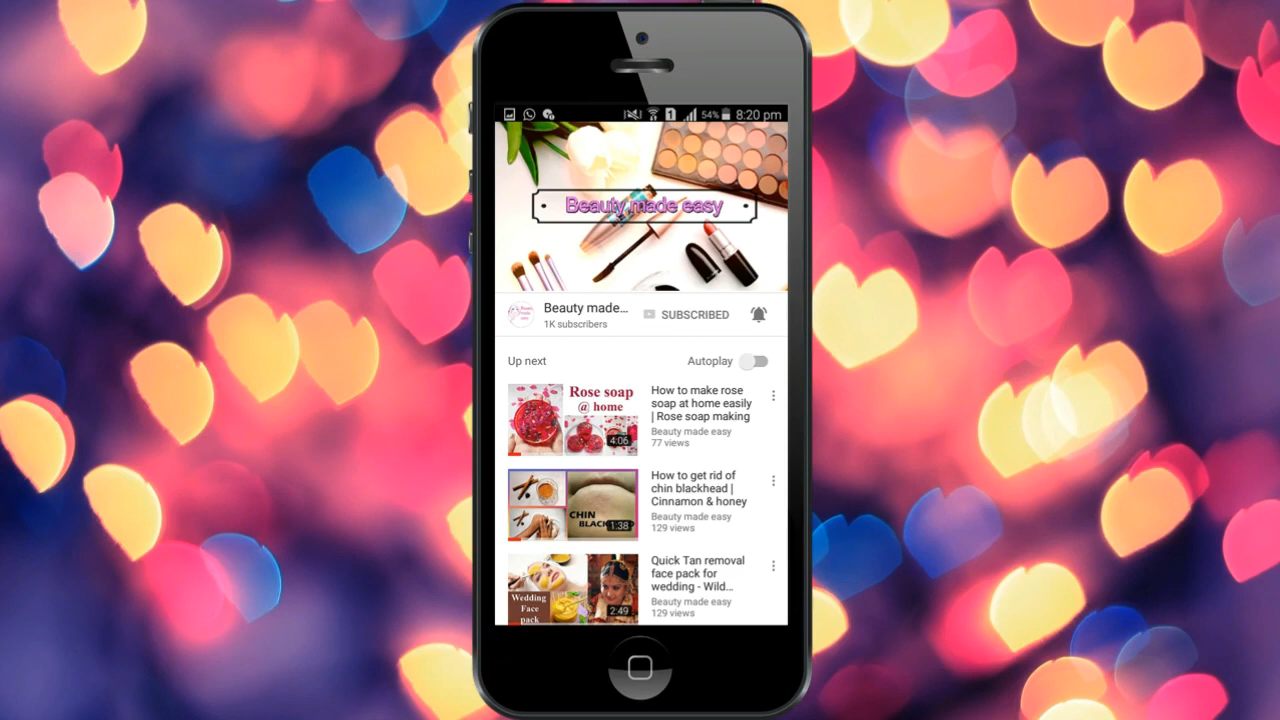 1 54% 8:20 pm
Beauty made easy
Beauty made...
1K subscribers
SUBSCRIBED
Up next
Autoplay
Rose soap
@ home
4:06
How to make rose
soap at home easily
| Rose soap making
Beauty made easy
77 views
CHIN
1:38
How to get rid of
chin blackhead |
Cinnamon & honey
Beauty made easy
129 views
Wedding
Face
pack
2:49
Quick Tan removal
face pack for
wedding - Wild...
Beauty made easy
129 views